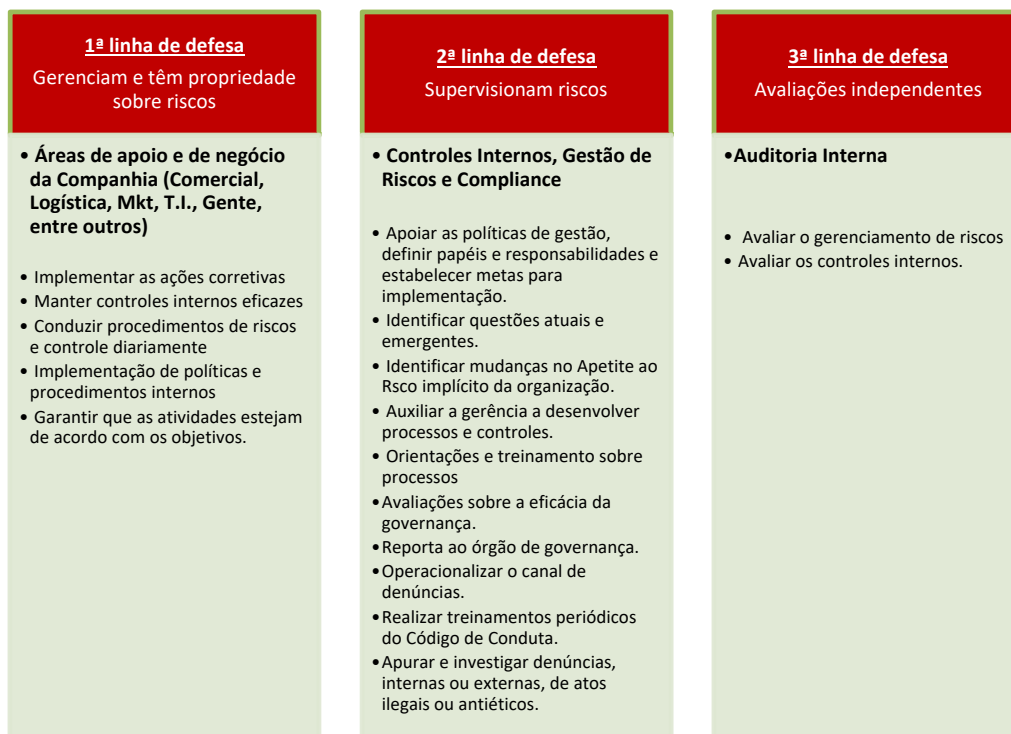 1ª linha de defesa
Gerenciam e têm propriedade
sobre riscos
• Áreas de apoio e de negócio
da Companhia (Comercial,
Logística, Mkt, T.I., Gente,
entre outros)
• Implementar as ações corretivas
• Manter controles internos eficazes
• Conduzir procedimentos de riscos
e controle diariamente
• Implementação de políticas e
procedimentos internos
• Garantir que as atividades estejam
de acordo com os objetivos.
2ª linha de defesa
Supervisionam riscos
• Controles Internos, Gestão de
Riscos e Compliance
• Apoiar as políticas de gestão,
definir papéis e responsabilidades e
estabelecer metas para
implementação.
• Identificar questões atuais e
emergentes.
• Identificar mudanças no Apetite ao
Rsco implícito da organização.
• Auxiliar a gerência a desenvolver
processos e controles.
• Orientações e treinamento sobre
processos
•Avaliações sobre a eficácia da
governança.
•Reporta ao órgão de governança.
•Operacionalizar o canal de
denúncias.
•Realizar treinamentos periódicos
do Código de Conduta.
•Apurar e investigar denúncias,
internas ou externas, de atos
ilegais ou antiéticos.
3ª linha de defesa
Avaliações independentes
•Auditoria Interna
• Avaliar o gerenciamento de riscos
• Avaliar os controles internos.